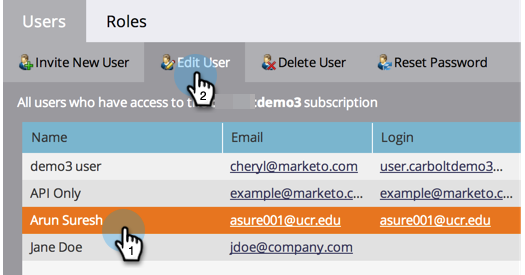 Users Roles
Invite New User Edit User Delete User Reset Password
2
All users who have access to :demo3 subscription
Name Email Login
demo3 user cheryl@marketo.com user.carboltdemo3...
API Only example@marketo.c... example@marketo.c...
Arun Suresh asure001@ucr.edu asure001@ucr.edu
1
Jane Doe jdoe@company.com